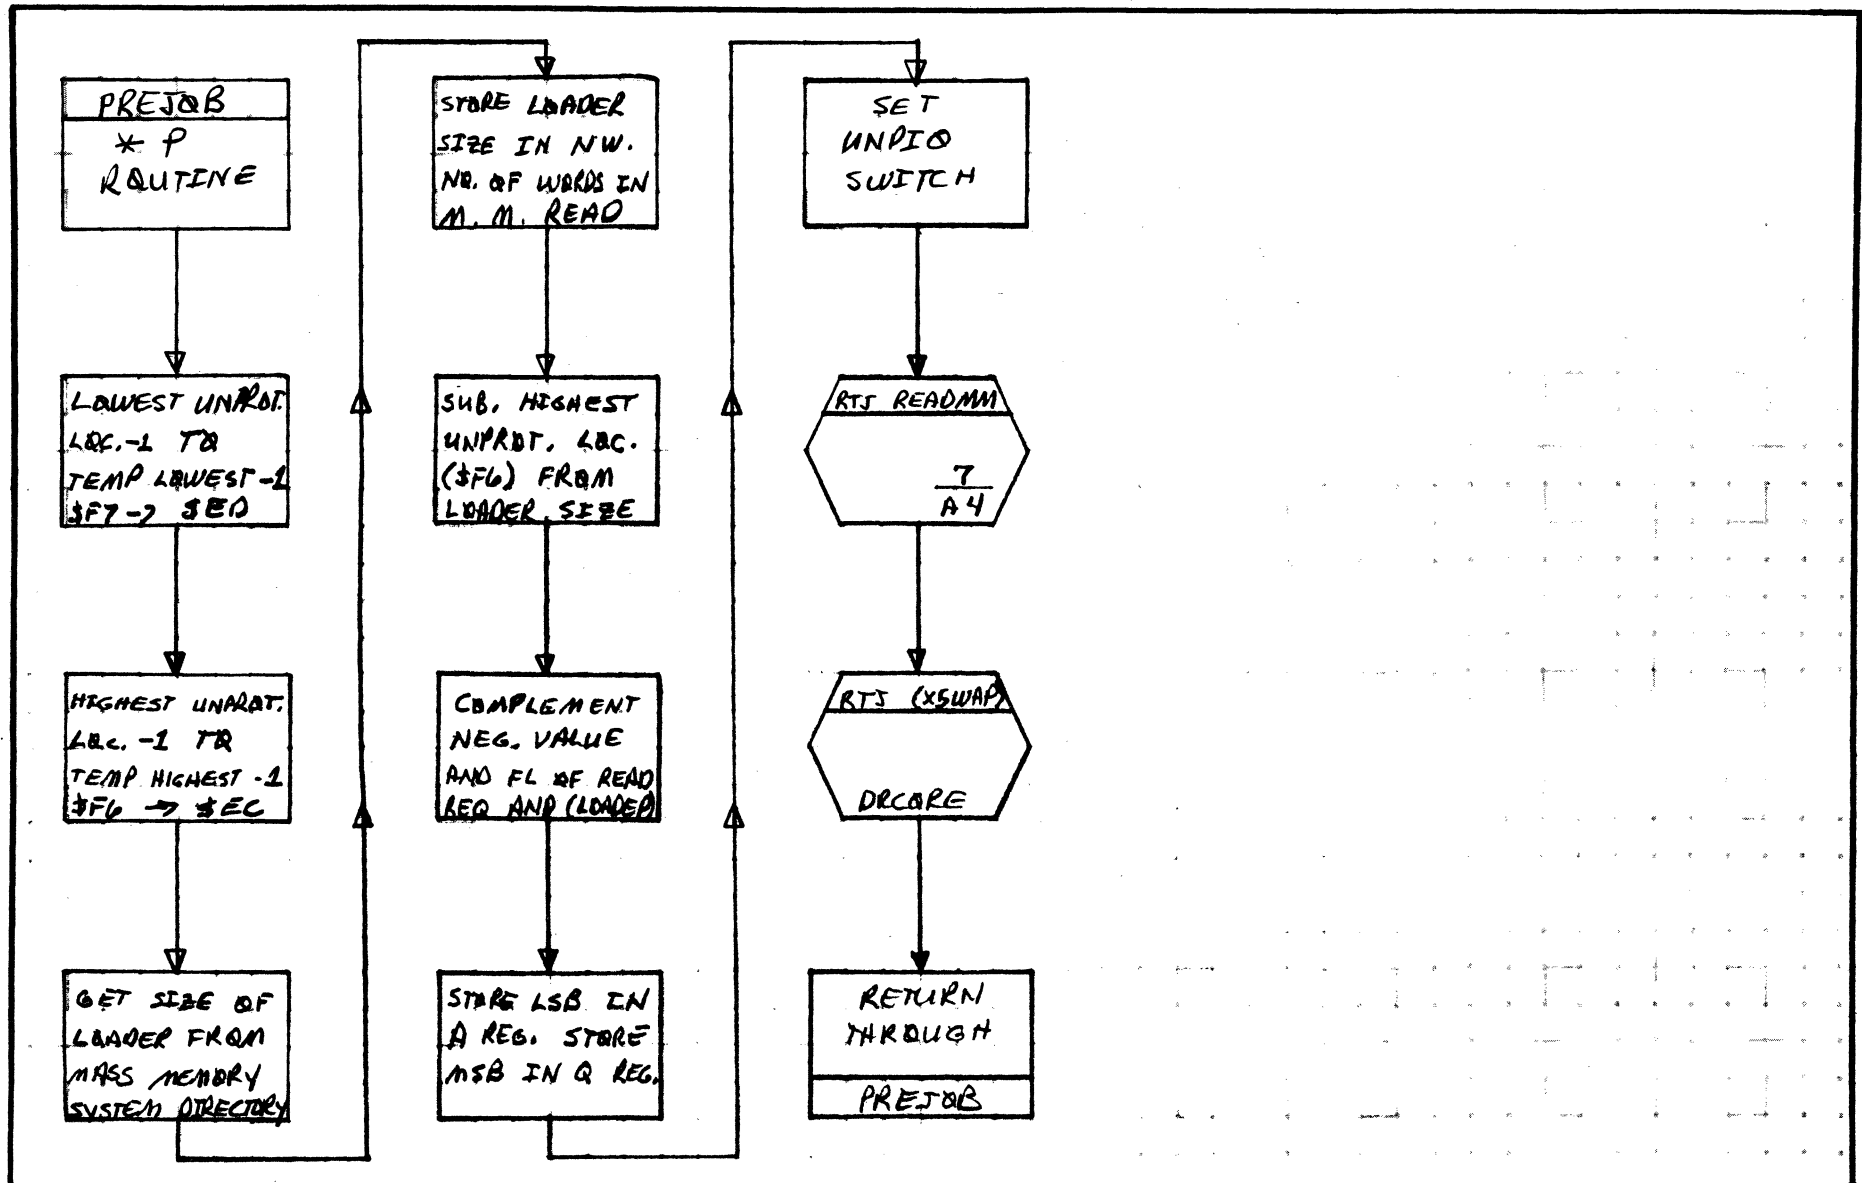 PREJOB
* P
ROUTINE
LOWEST UNPROT.
LOC.-1 TO
TEMP LOWEST -1
$F7 -> $ED
HIGHEST UNPROT.
LOC. -1 TO
TEMP HIGHEST -1
$F6 -> $EC
GET SIZE OF
LOADER FROM
MASS MEMORY
SYSTEM DIRECTORY
STORE LOADER
SIZE IN NW.
NO. OF WORDS IN
M. M. READ
SUB. HIGHEST
UNPROT. LOC.
($F6) FROM
LOADER SIZE
COMPLEMENT
NEG. VALUE
AND FL OF READ
REQ AND (LOADER)
STORE LSB IN
A REG. STORE
MSB IN Q REG.
SET
UNPIO
SWITCH
RTJ READMM
7
A4
RTJ (XSWAP)
DRCORE
RETURN
THROUGH
PREJOB